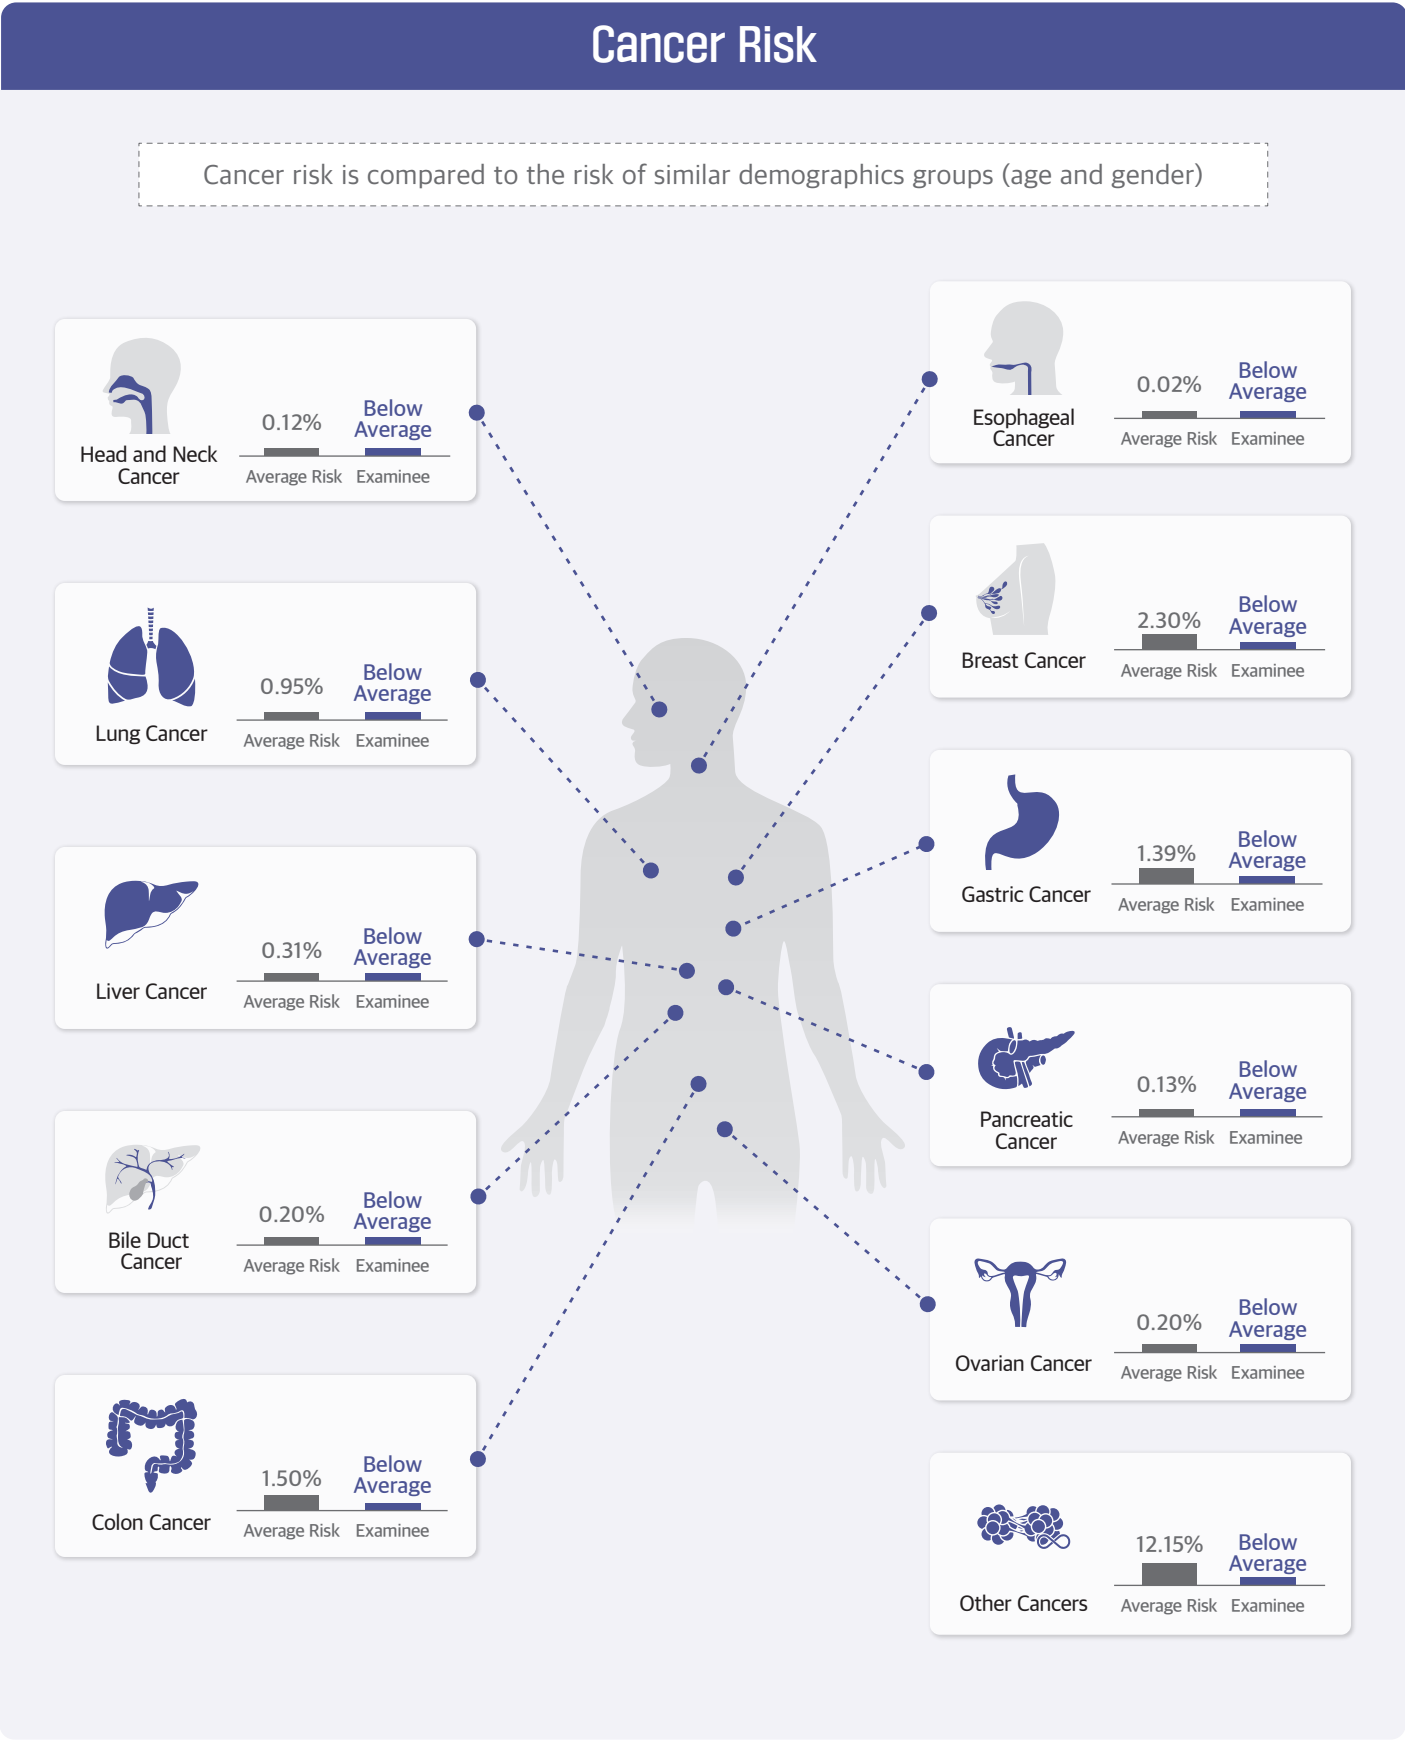 Cancer Risk
Cancer risk is compared to the risk of similar demographics groups (age and gender)
Head and Neck
Cancer
0.12%
Below
Average
Average Risk
Examinee
Lung Cancer
0.95%
Below
Average
Average Risk
Examinee
Liver Cancer
0.31%
Below
Average
Average Risk
Examinee
Bile Duct
Cancer
0.20%
Below
Average
Average Risk
Examinee
Colon Cancer
1.50%
Below
Average
Average Risk
Examinee
Esophageal
Cancer
0.02%
Below
Average
Average Risk
Examinee
Breast Cancer
2.30%
Below
Average
Average Risk
Examinee
Gastric Cancer
1.39%
Below
Average
Average Risk
Examinee
Pancreatic
Cancer
0.13%
Below
Average
Average Risk
Examinee
Ovarian Cancer
0.20%
Below
Average
Average Risk
Examinee
Other Cancers
12.15%
Below
Average
Average Risk
Examinee